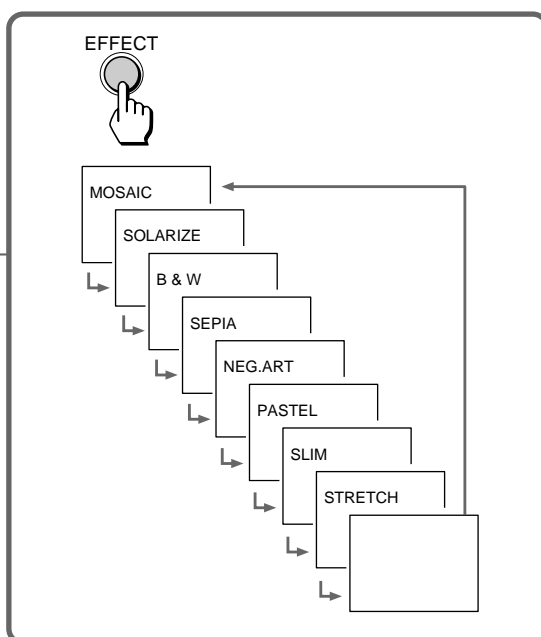 EFFECT
MOSAIC
SOLARIZE
B & W
SEPIA
NEG.ART
PASTEL
SLIM
STRETCH